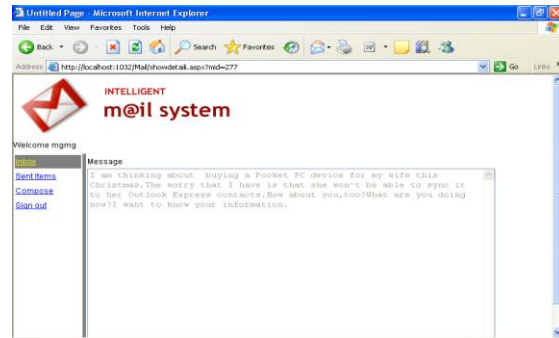 Untitled Page - Microsoft Internet Explorer
File Edit View Favorites Tools Help
Back Search Favorites
Address http://localhost:1032/Mail/showdetail.aspx?mid=277 Go Links
INTELLIGENT
m@il system
Welcome mgmg
Inbox
Sent Items
Compose
Sign out
Message
I am thinking about buying a Pocket PC device for my wife this
Christmas.The worry that I have is that she won't be able to sync it
to her Outlook Express contacts.How about you,too?What are you doing
now?I want to know your information.